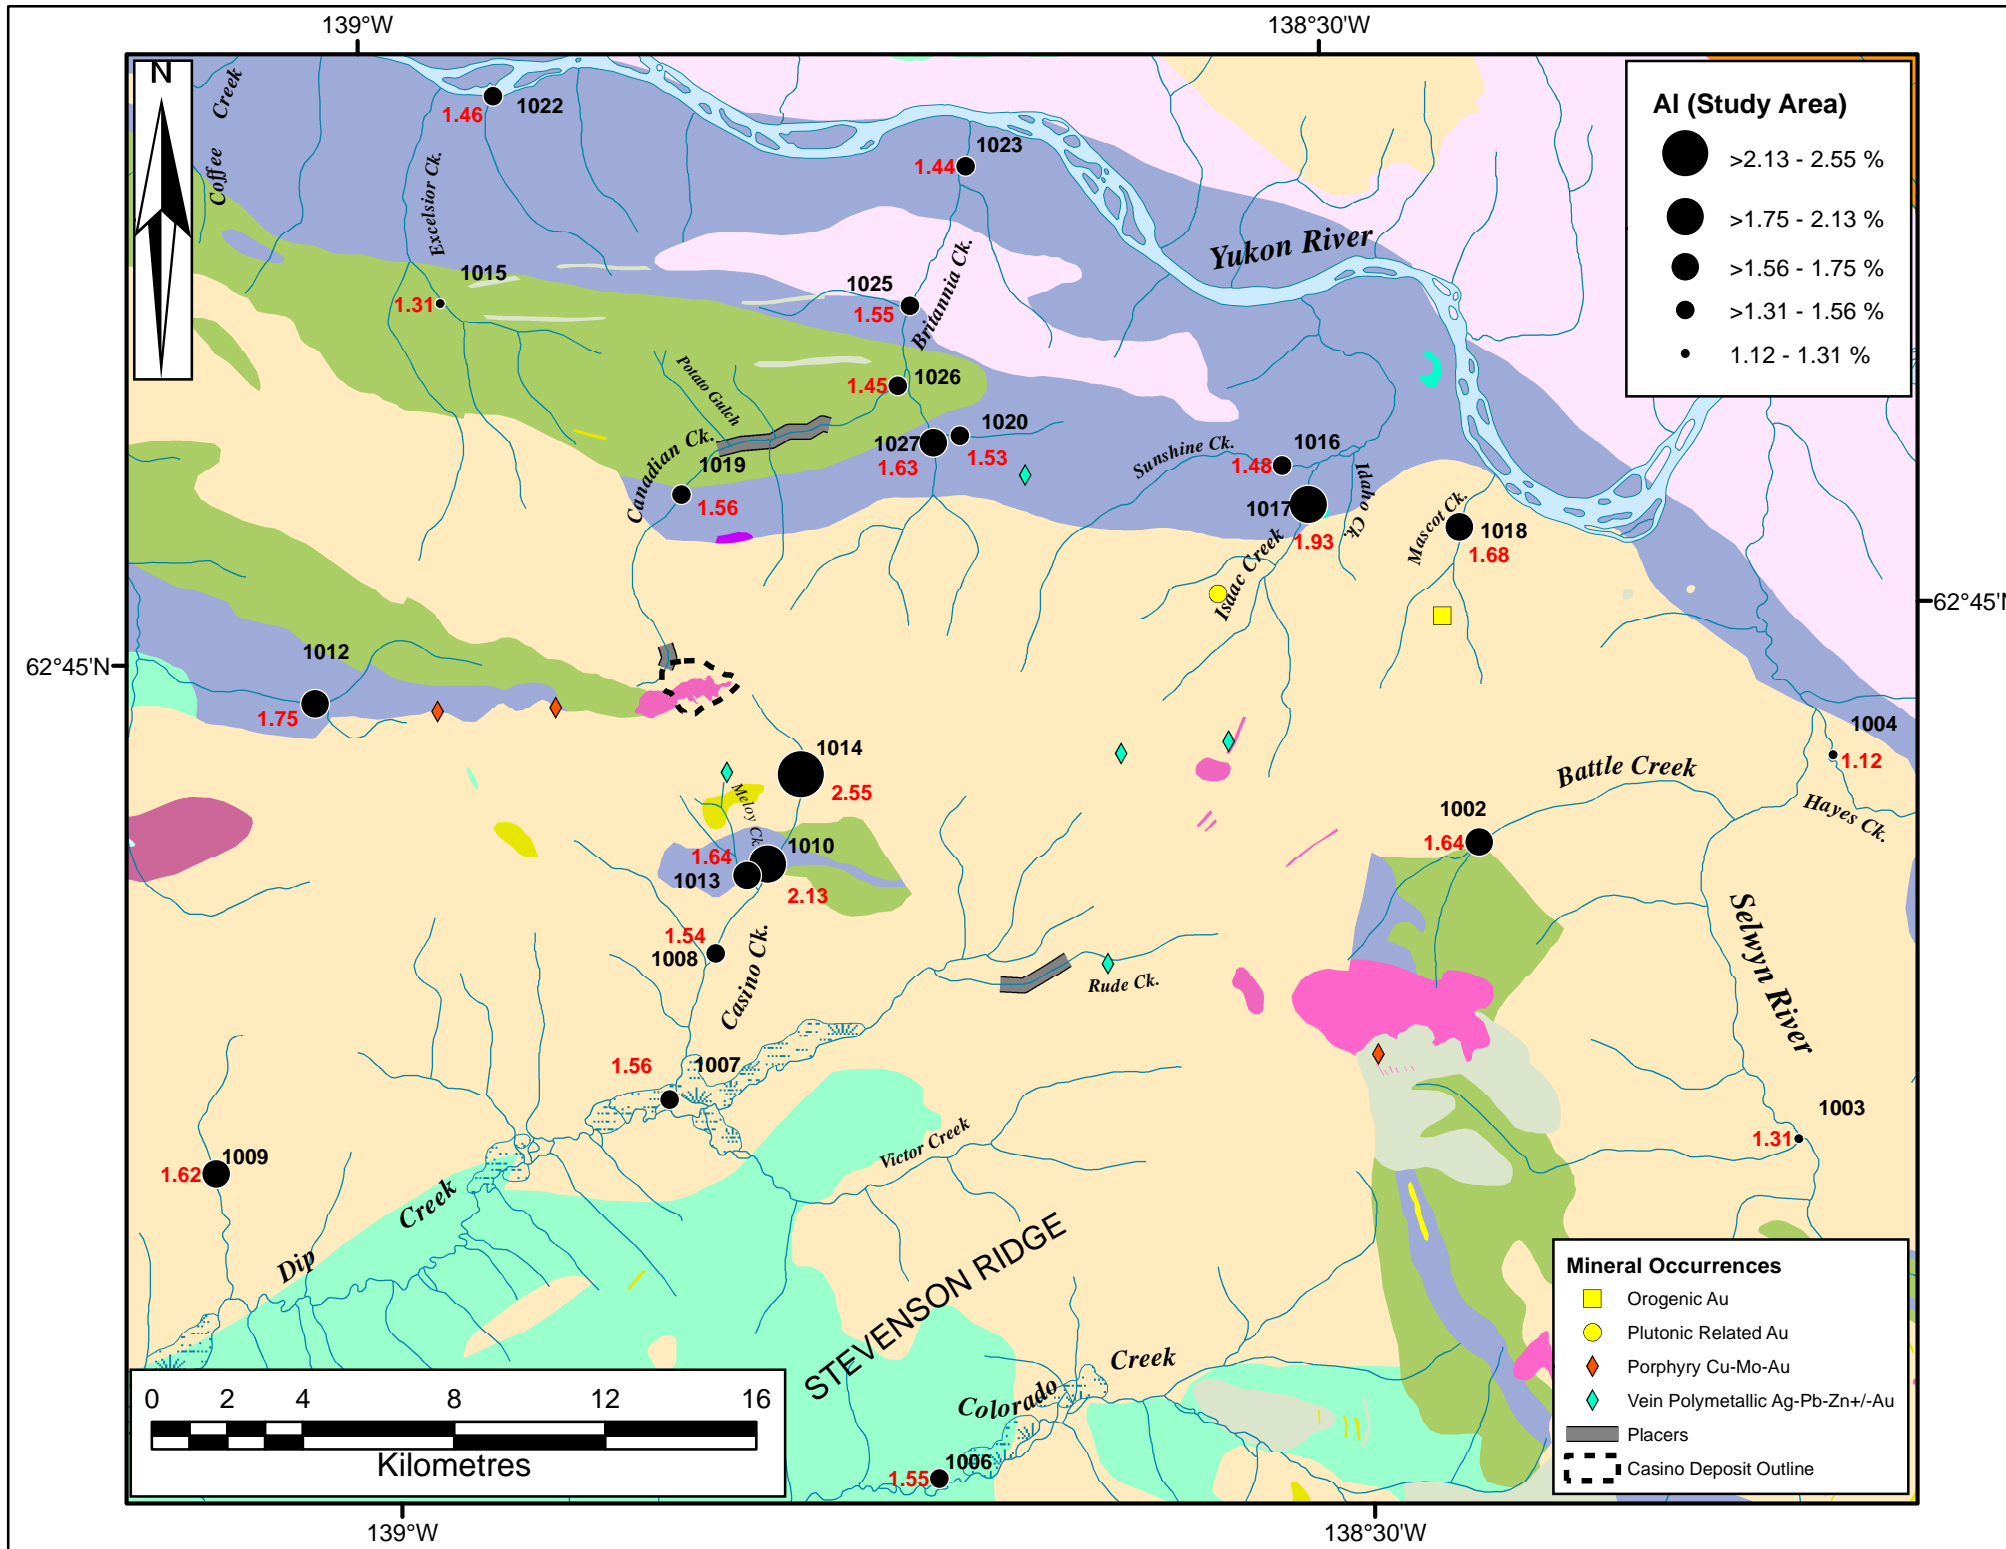 139°W
138°30'W
N
Coffee Creek
1022
1.46
Excelsior Ck.
1023
1.44
Al (Study Area)
>2.13 - 2.55 %
>1.75 - 2.13 %
>1.56 - 1.75 %
>1.31 - 1.56 %
1.12 - 1.31 %
Yukon River
1015
1.31
1025
1.55
Britannia Ck.
Potato Gulch
1026
1.45
Canadian Ck.
1019
1.56
1027
1.63
1020
1.53
Sunshine Ck.
1016
1.48
1017
1.93
Idaho Ck.
Isaac Creek
Mascot Ck.
1018
1.68
62°45'N
62°45'N
1012
1.75
1014
2.55
Meloy Ck.
1.64
1010
1013
2.13
1.54
1008
Casino Ck.
1004
1.12
Battle Creek
Hayes Ck.
1002
1.64
Selwyn River
Rude Ck.
1.56
1007
1003
1.31
1009
1.62
Victor Creek
Dip Creek
STEVENSON RIDGE
Colorado Creek
1006
1.55
0 2 4 8 12 16
Kilometres
Mineral Occurrences
Orogenic Au
Plutonic Related Au
Porphyry Cu-Mo-Au
Vein Polymetallic Ag-Pb-Zn+/-Au
Placers
Casino Deposit Outline
139°W
138°30'W